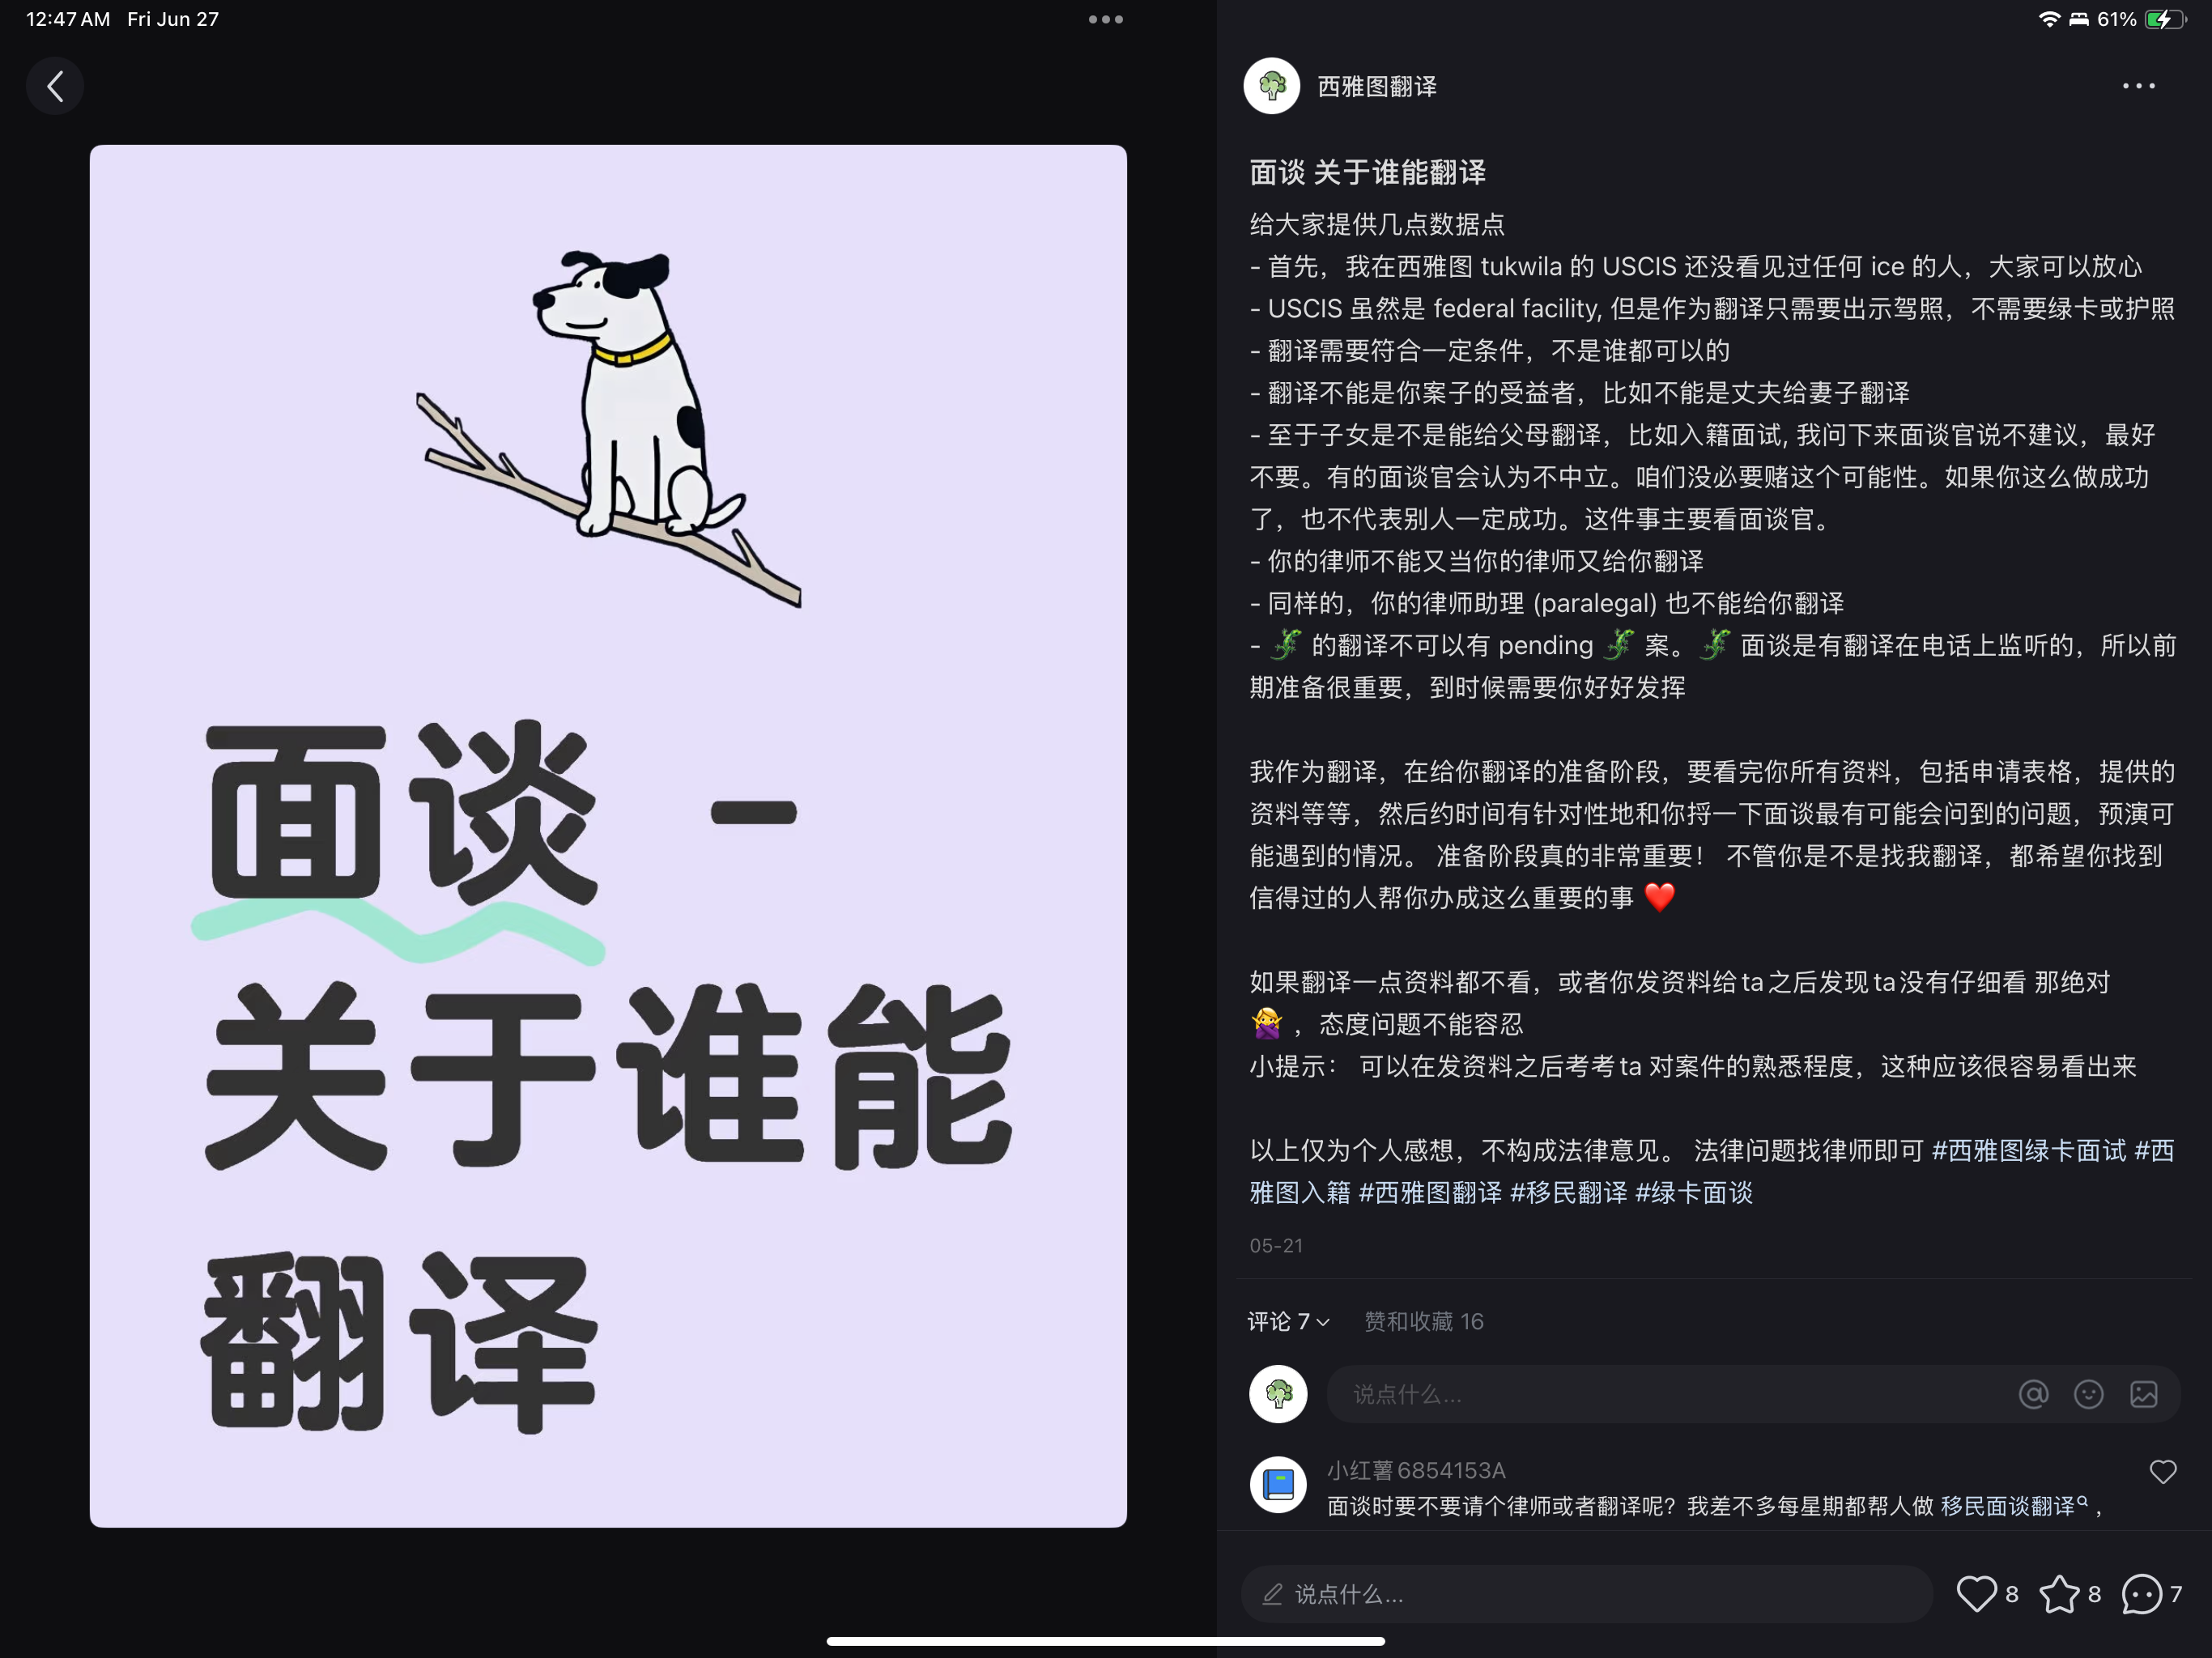 12:47 AM Fri Jun 27
61%
面谈 -
关于谁能
翻译
西雅图翻译
面谈 关于谁能翻译
给大家提供几点数据点
- 首先，我在西雅图 tukwila 的 USCIS 还没看见过任何 ice 的人，大家可以放心
- USCIS 虽然是 federal facility, 但是作为翻译只需要出示驾照，不需要绿卡或护照
- 翻译需要符合一定条件，不是谁都可以的
- 翻译不能是你案子的受益者，比如不能是丈夫给妻子翻译
- 至于子女是不是能给父母翻译，比如入籍面试, 我问下来面谈官说不建议，最好
不要。有的面谈官会认为不中立。咱们没必要赌这个可能性。如果你这么做成功
了，也不代表别人一定成功。这件事主要看面谈官。
- 你的律师不能又当你的律师又给你翻译
- 同样的，你的律师助理 (paralegal) 也不能给你翻译
- 🦎 的翻译不可以有 pending 🦎 案。🦎 面谈是有翻译在电话上监听的，所以前
期准备很重要，到时候需要你好好发挥
我作为翻译，在给你翻译的准备阶段，要看完你所有资料，包括申请表格，提供的
资料等等，然后约时间有针对性地和你捋一下面谈最有可能会问到的问题，预演可
能遇到的情况。 准备阶段真的非常重要！ 不管你是不是找我翻译，都希望你找到
信得过的人帮你办成这么重要的事 ❤️
如果翻译一点资料都不看，或者你发资料给ta之后发现ta没有仔细看 那绝对
🙅‍♀️ ，态度问题不能容忍
小提示： 可以在发资料之后考考ta 对案件的熟悉程度，这种应该很容易看出来
以上仅为个人感想，不构成法律意见。 法律问题找律师即可 #西雅图绿卡面试 #西
雅图入籍 #西雅图翻译 #移民翻译 #绿卡面谈
05-21
评论 7 赞和收藏 16
说点什么...
小红薯6854153A
面谈时要不要请个律师或者翻译呢？我差不多每星期都帮人做 移民面谈翻译，
说点什么...
8 8 7